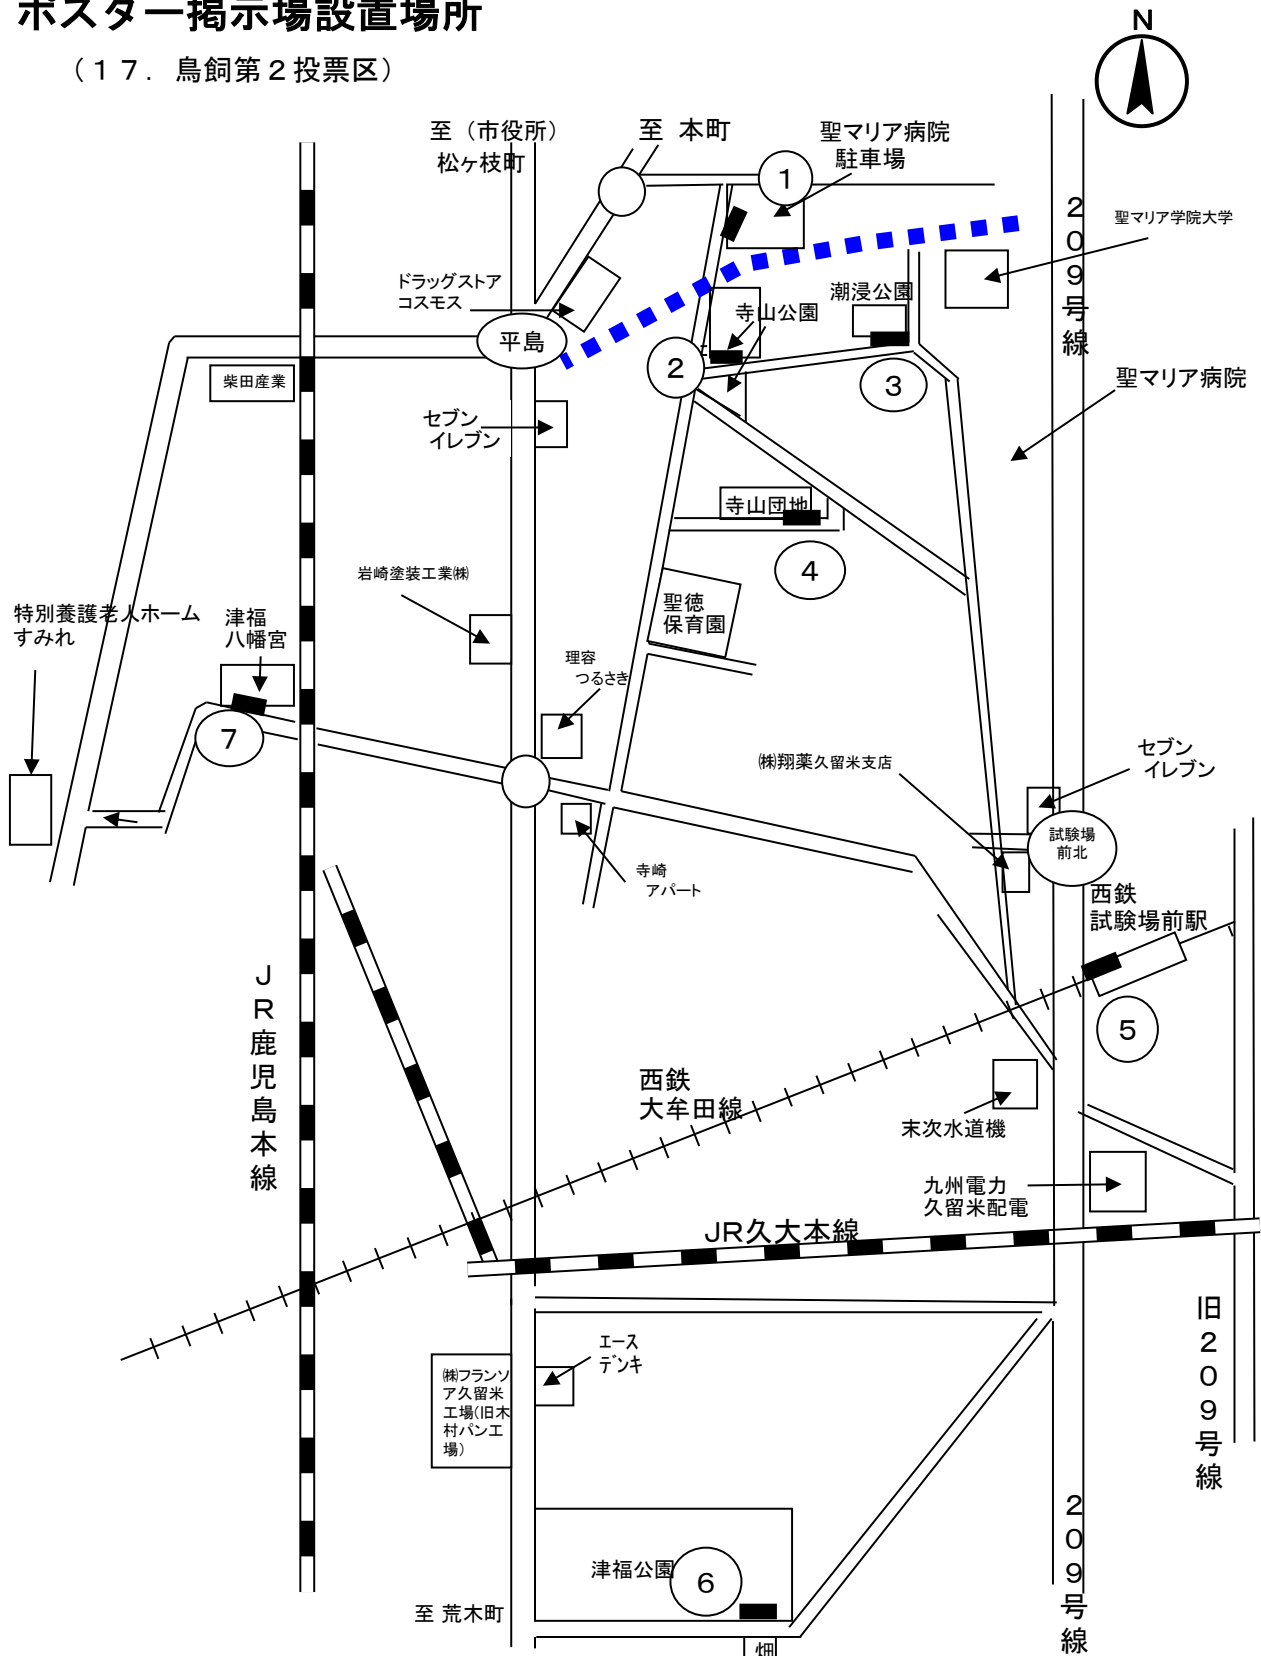 ポスター掲示場設置場所
（１７．鳥飼第２投票区）
N
至（市役所）
松ヶ枝町
至 本町
聖マリア病院
駐車場
1
２０９号線
聖マリア学院大学
ドラッグストア
コスモス
潮浸公園
寺山公園
平島
2
3
柴田産業
聖マリア病院
セブン
イレブン
寺山団地
4
岩崎塗装工業㈱
聖徳
保育園
特別養護老人ホーム
すみれ
津福
八幡宮
理容
つるさき
7
㈱翔薬久留米支店
セブン
イレブン
試験場
前北
寺崎
アパート
西鉄
試験場前駅
ＪＲ鹿児島本線
5
西鉄
大牟田線
末次水道機
九州電力
久留米配電
ＪＲ久大本線
旧２０９号線
エース
デンキ
㈱フランソ
ア久留米
工場(旧木
村パン工
場)
２０９号線
津福公園
6
至 荒木町
畑